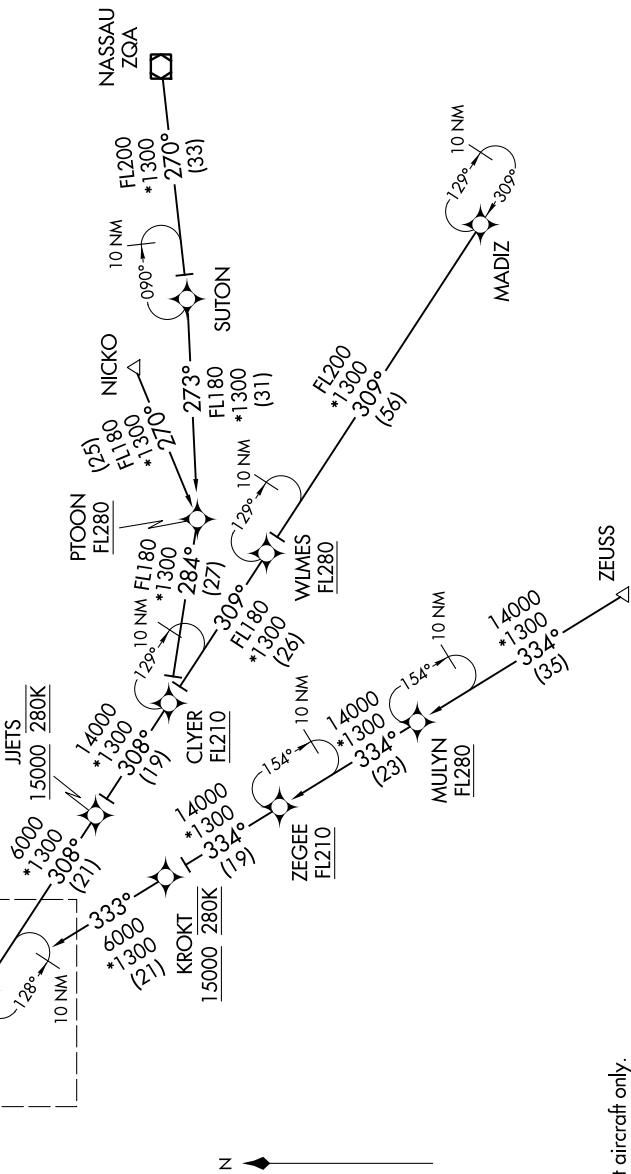 NASSAU
ZQA
FL200
*1300
270°
(33)
10 NM
090°
SUTON
NICKO
(25)
FL180
*1300
270°
273°
FL180
*1300
(31)
PTOON
FL280
FL180
*1300
284°
(27)
10 NM
129°
309°
MADIZ
FL200
*1300
309°
(56)
10 NM
129°
WLMES
FL280
309°
FL180
*1300
(26)
10 NM
129°
CLYER
FL210
JJETS
15000 280K
14000
*1300
308°
(19)
6000
*1300
308°
(21)
128°
10 NM
333°
6000
*1300
(21)
KROKT
15000 280K
14000
*1300
334°
(19)
ZEGEE
FL210
154°
10 NM
14000
*1300
334°
(23)
MULYN
FL280
154°
10 NM
14000
*1300
334°
(35)
ZEUSS
N
t aircraft only.